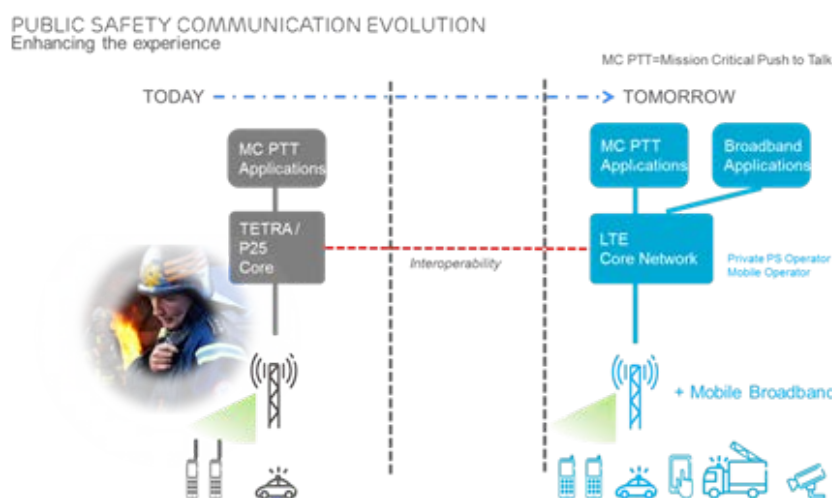 PUBLIC SAFETY COMMUNICATION EVOLUTION
Enhancing the experience
MC PTT=Mission Critical Push to Talk
TODAY
TOMORROW
MC PTT
Applications
MC PTT
Applications
Broadband
Applications
TETRA /
P25
Core
Interoperability
LTE
Core Network
Private PS Operator
Mobile Operator
+ Mobile Broadband